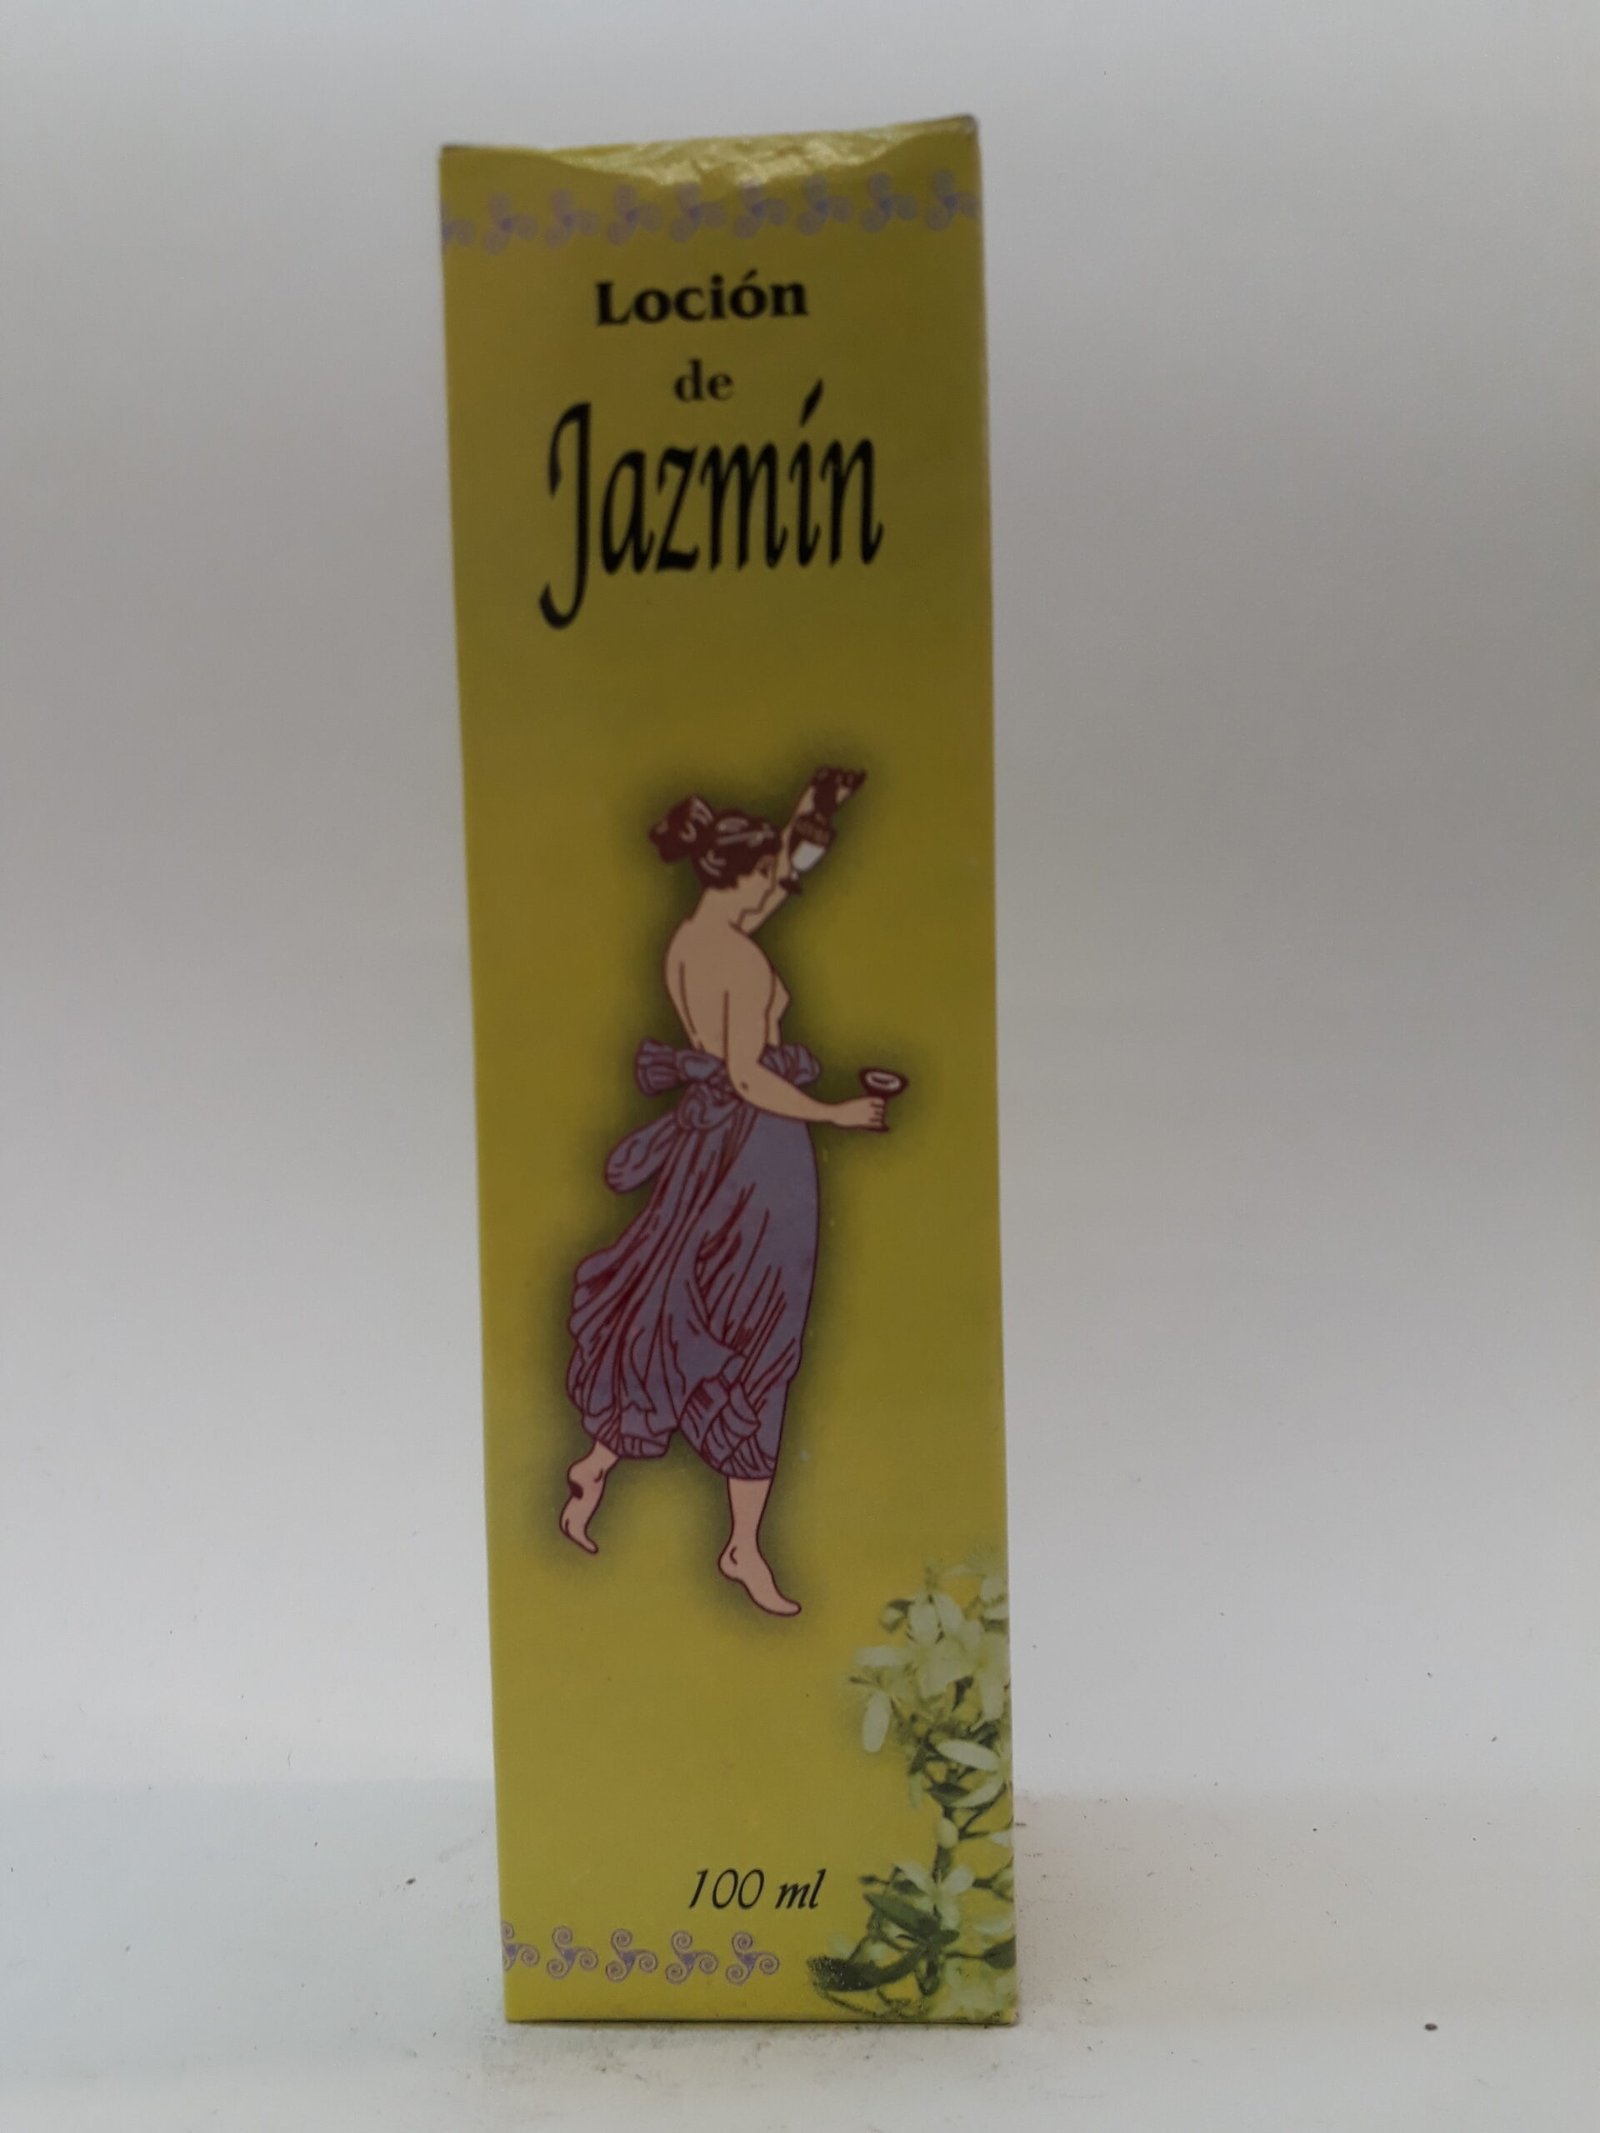 Loción
de
Jazmín
100 ml